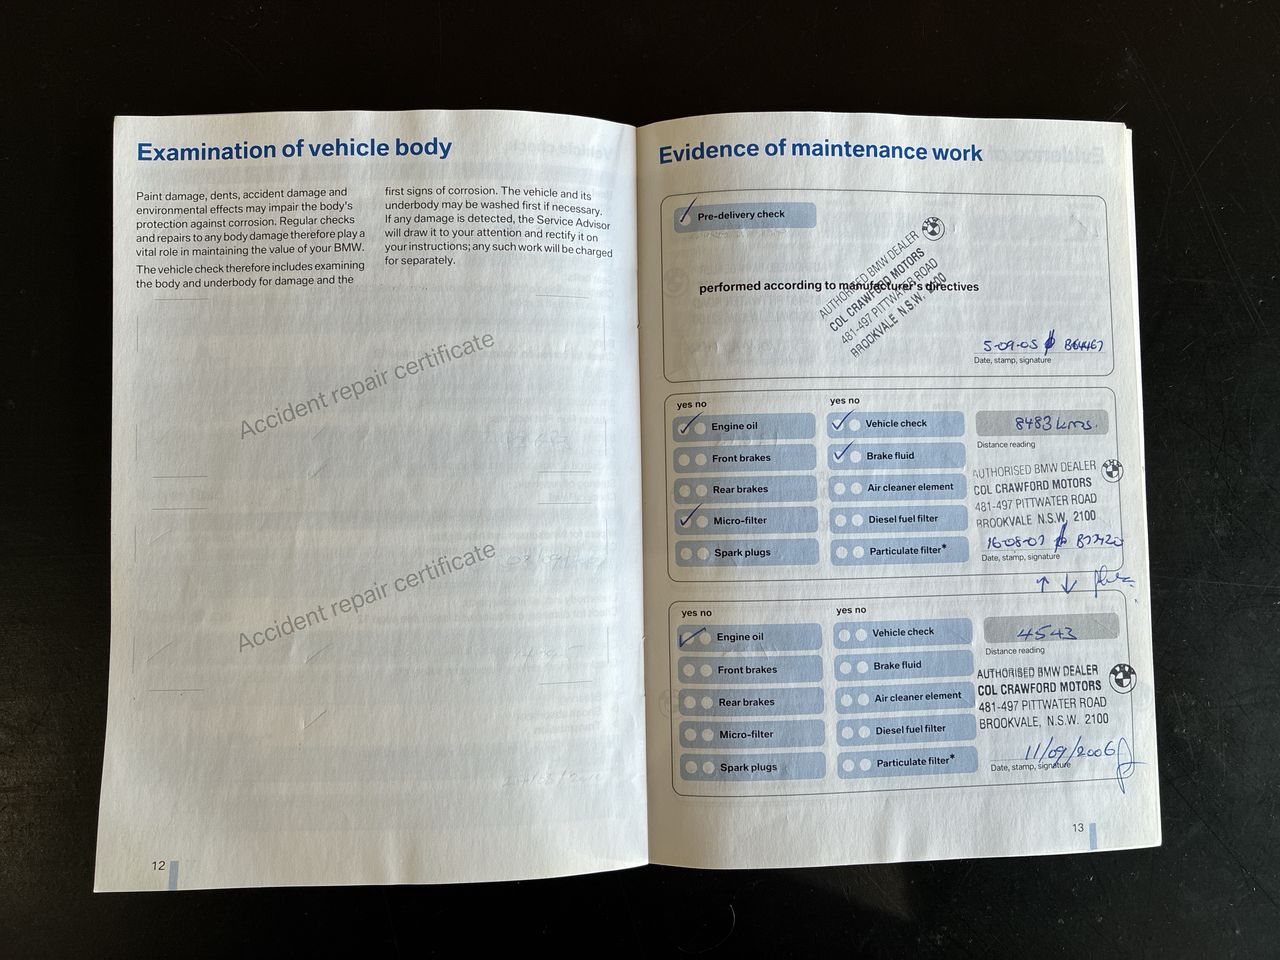 Examination of vehicle body
Paint damage, dents, accident damage and
environmental effects may impair the body's
protection against corrosion. Regular checks
and repairs to any body damage therefore play a
vital role in maintaining the value of your BMW.
The vehicle check therefore includes examining
the body and underbody for damage and the
first signs of corrosion. The vehicle and its
underbody may be washed first if necessary.
If any damage is detected, the Service Advisor
will draw it to your attention and rectify it on
your instructions; any such work will be charged
for separately.
Accident repair certificate
Accident repair certificate
12
Evidence of maintenance work
Pre-delivery check
performed according to manufacturer's directives
AUTHORISED BMW DEALER
COL CRAWFORD MOTORS
481-497 PITTWATER ROAD
BROOKVALE N.S.W. 2100
5-09-05
Date, stamp, signature
yes no
Engine oil
Front brakes
Rear brakes
Micro-filter
Spark plugs
yes no
Vehicle check
Brake fluid
Air cleaner element
Diesel fuel filter
Particulate filter*
8483 kms.
Distance reading
AUTHORISED BMW DEALER
COL CRAWFORD MOTORS
481-497 PITTWATER ROAD
BROOKVALE N.S.W. 2100
16-08-07
Date, stamp, signature
yes no
Engine oil
Front brakes
Rear brakes
Micro-filter
Spark plugs
yes no
Vehicle check
Brake fluid
Air cleaner element
Diesel fuel filter
Particulate filter*
4543
Distance reading
AUTHORISED BMW DEALER
COL CRAWFORD MOTORS
481-497 PITTWATER ROAD
BROOKVALE, N.S.W. 2100
11/09/2006
Date, stamp, signature
13